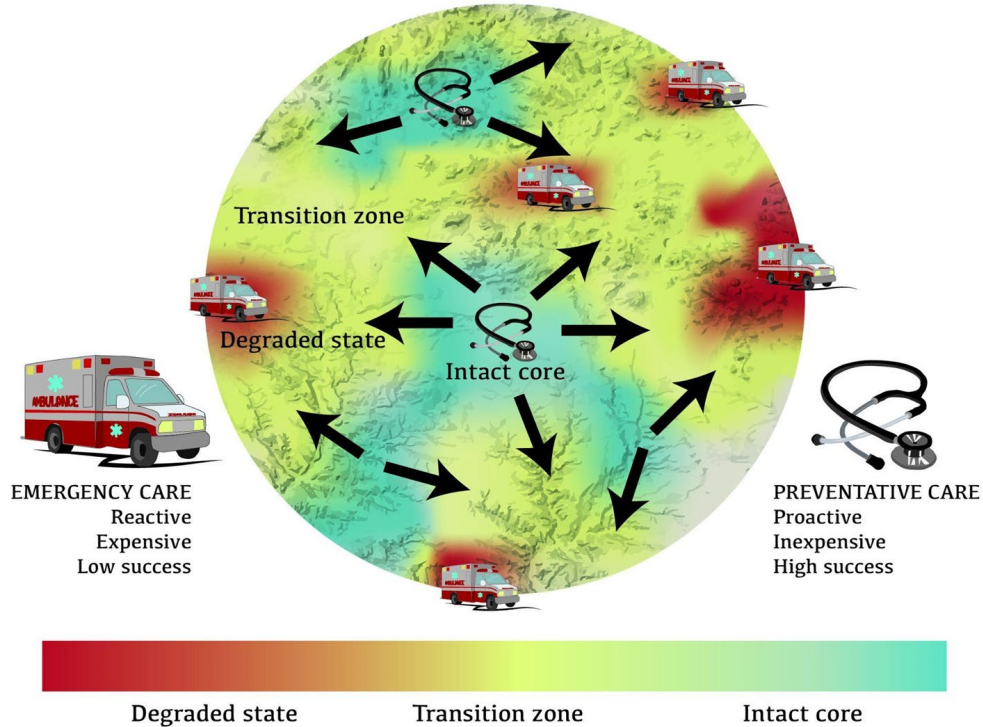 Transition zone
Degraded state
Intact core
AMBULANCE
EMERGENCY CARE
Reactive
Expensive
Low success
PREVENTATIVE CARE
Proactive
Inexpensive
High success
Degraded state
Transition zone
Intact core